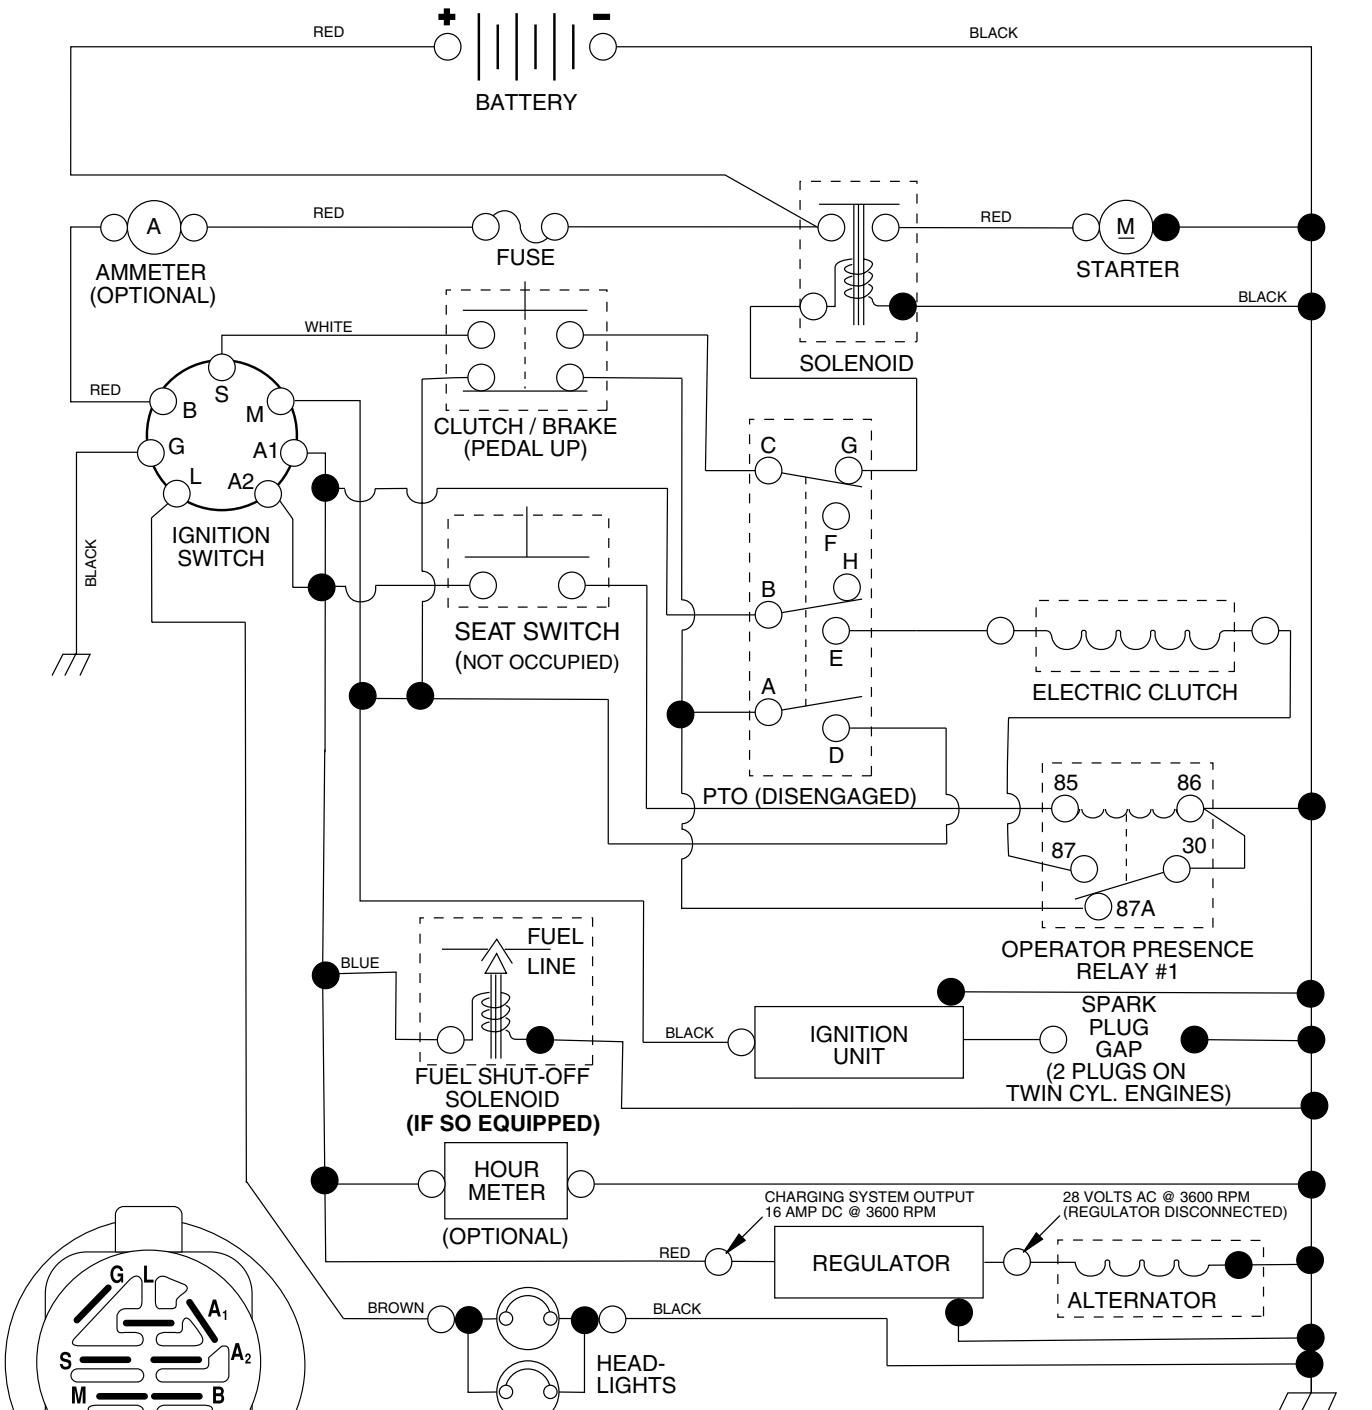 RED
+
−
BLACK
BATTERY
RED
A
AMMETER
(OPTIONAL)
FUSE
RED
M
STARTER
BLACK
SOLENOID
WHITE
RED
S
B
M
G
A1
L
A2
IGNITION
SWITCH
BLACK
CLUTCH / BRAKE
(PEDAL UP)
C
G
F
H
B
E
A
D
PTO (DISENGAGED)
SEAT SWITCH
(NOT OCCUPIED)
ELECTRIC CLUTCH
85
86
87
30
87A
OPERATOR PRESENCE
RELAY #1
BLUE
FUEL
LINE
FUEL SHUT-OFF
SOLENOID
(IF SO EQUIPPED)
BLACK
IGNITION
UNIT
SPARK
PLUG
GAP
(2 PLUGS ON
TWIN CYL. ENGINES)
HOUR
METER
(OPTIONAL)
CHARGING SYSTEM OUTPUT
16 AMP DC @ 3600 RPM
28 VOLTS AC @ 3600 RPM
(REGULATOR DISCONNECTED)
RED
REGULATOR
ALTERNATOR
BROWN
BLACK
HEAD-
LIGHTS
G
L
A1
S
A2
M
B